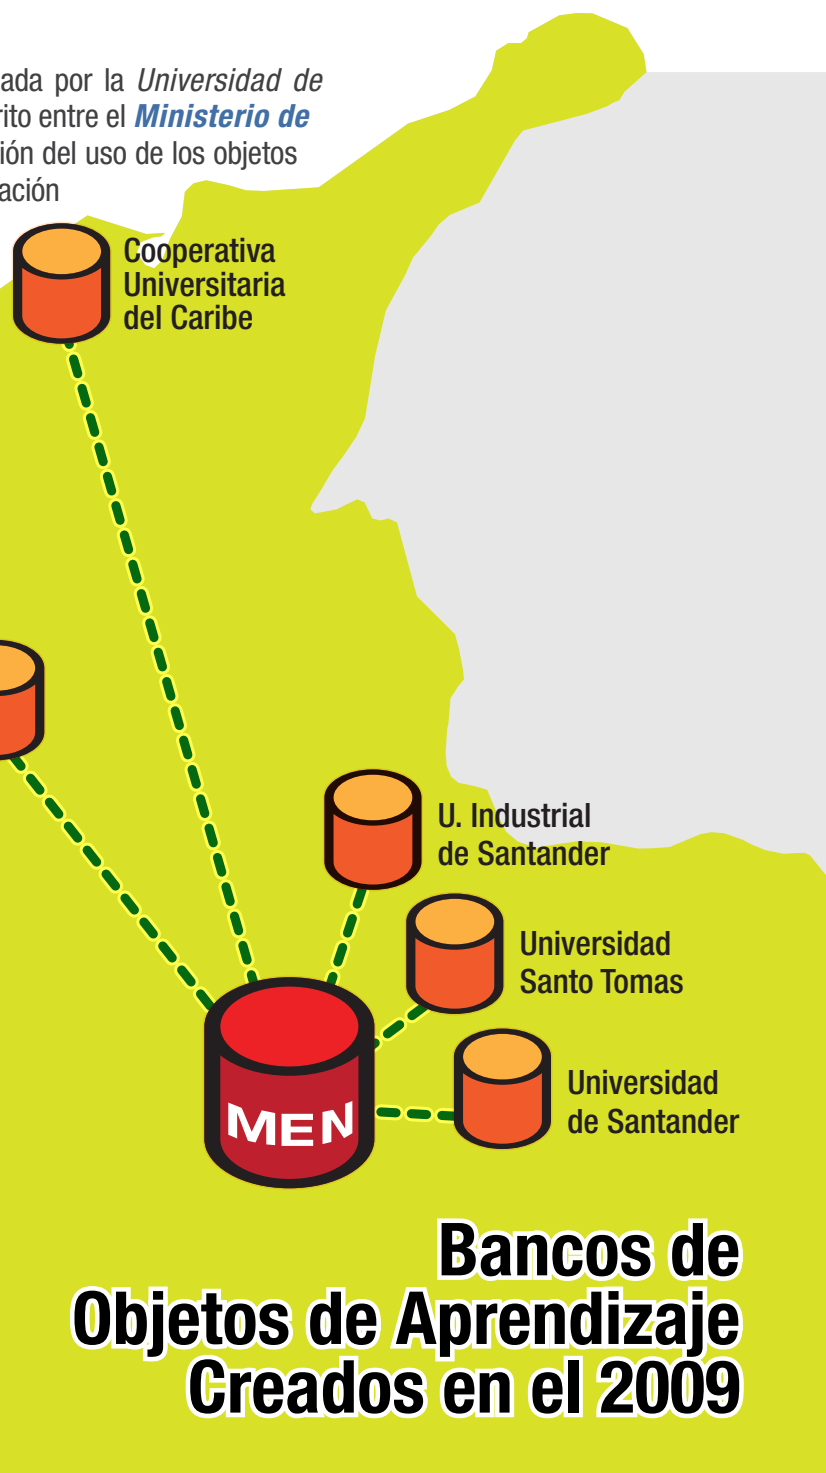 ada por la Universidad de
rito entre el Ministerio de
ión del uso de los objetos
ación
Cooperativa
Universitaria
del Caribe
U. Industrial
de Santander
Universidad
Santo Tomas
MEN
Universidad
de Santander
Bancos de
Objetos de Aprendizaje
Creados en el 2009